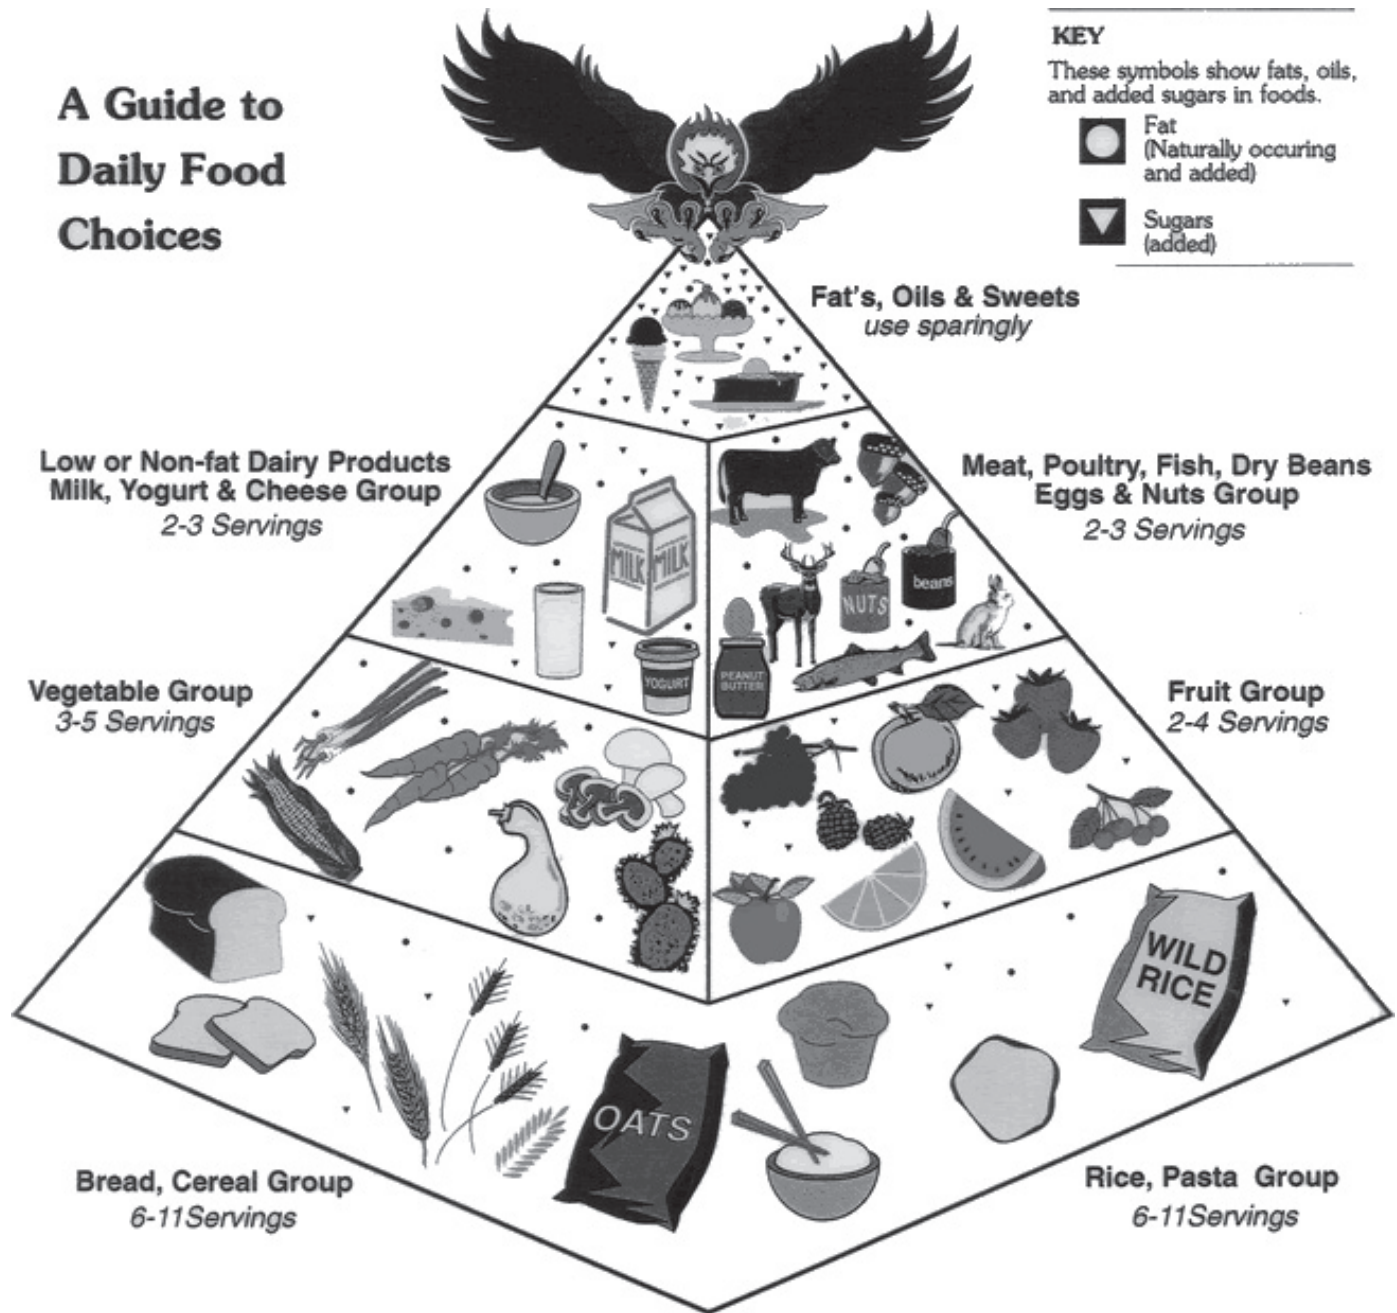 A Guide to
Daily Food
Choices
KEY
These symbols show fats, oils,
and added sugars in foods.
Fat
(Naturally occuring
and added)
Sugars
(added)
Fat's, Oils & Sweets
use sparingly
Low or Non-fat Dairy Products
Milk, Yogurt & Cheese Group
2-3 Servings
Meat, Poultry, Fish, Dry Beans
Eggs & Nuts Group
2-3 Servings
MILK MILK
beans
NUTS
YOGURT
PEANUT
BUTTER
Vegetable Group
3-5 Servings
Fruit Group
2-4 Servings
WILD
RICE
OATS
Bread, Cereal Group
6-11Servings
Rice, Pasta Group
6-11Servings